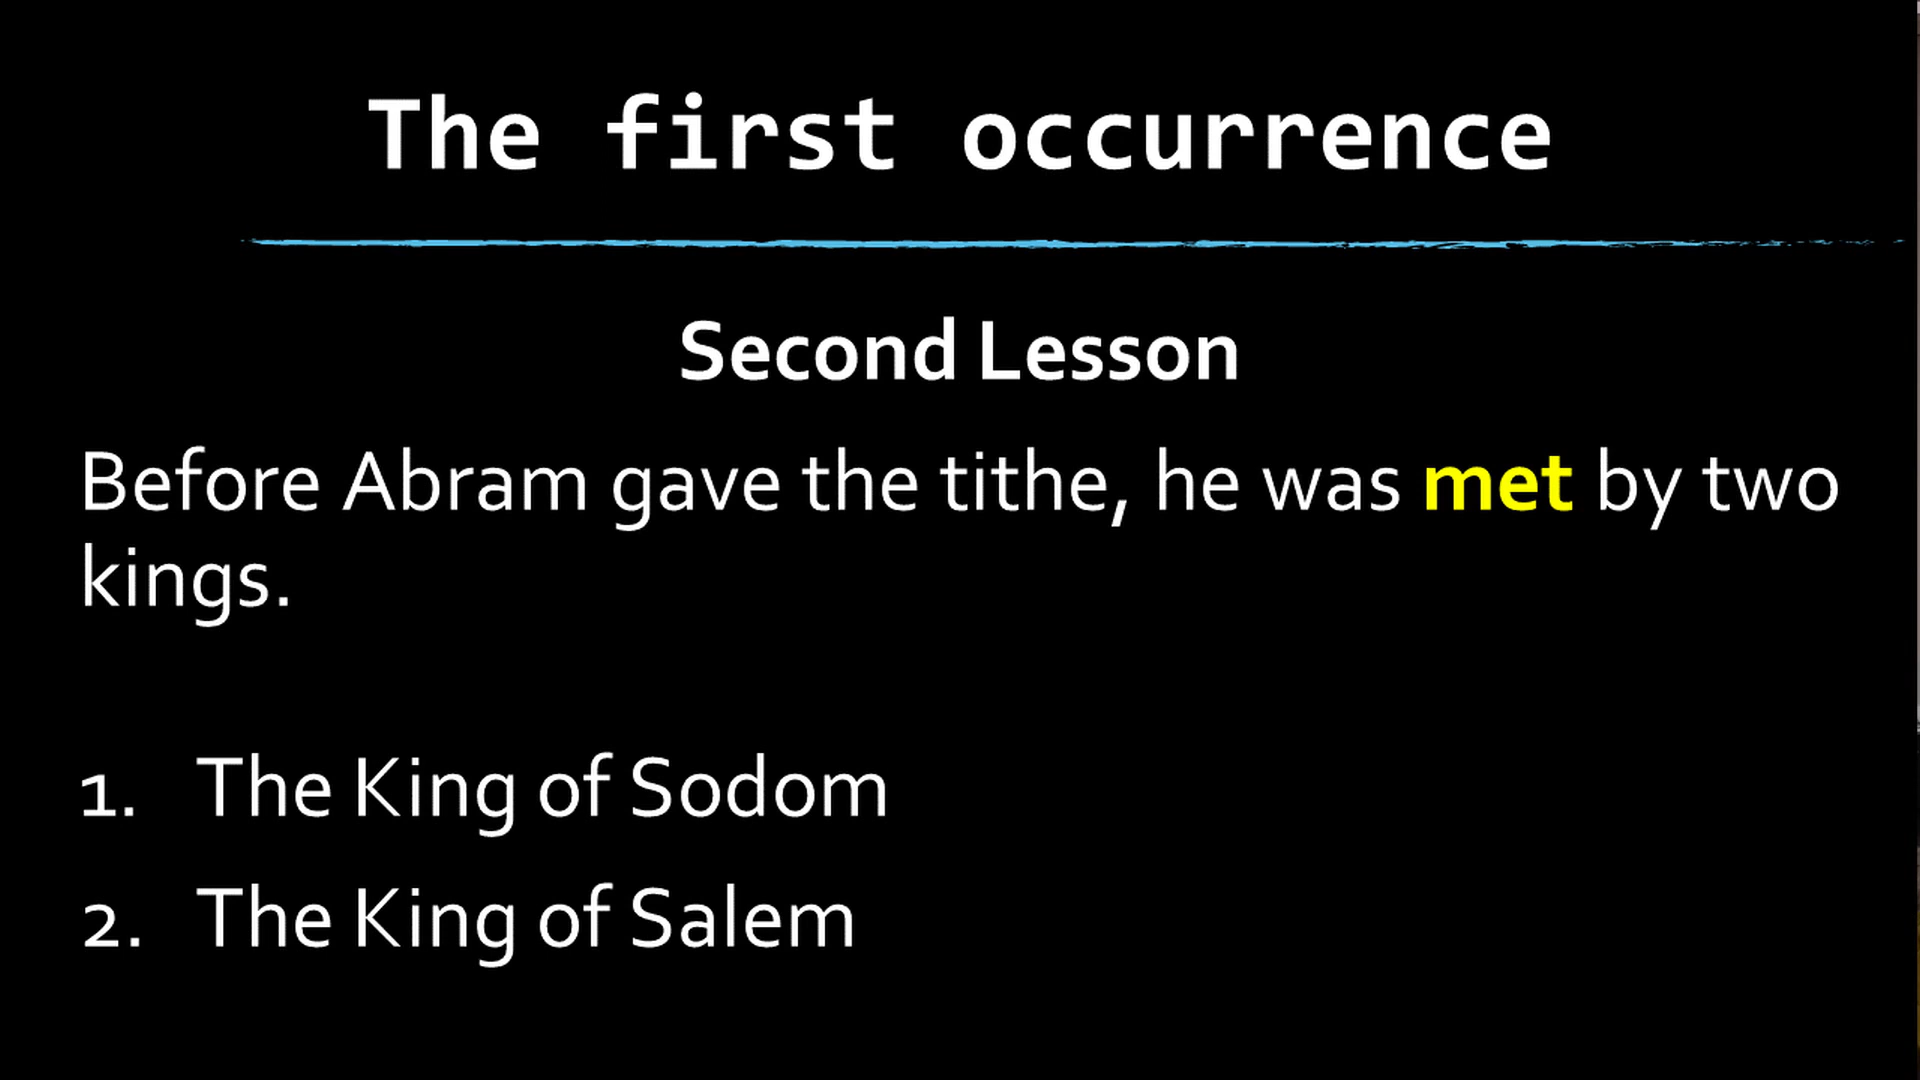 The first occurrence
Second Lesson
Before Abram gave the tithe, he was met by two
kings.
1. The King of Sodom
2. The King of Salem